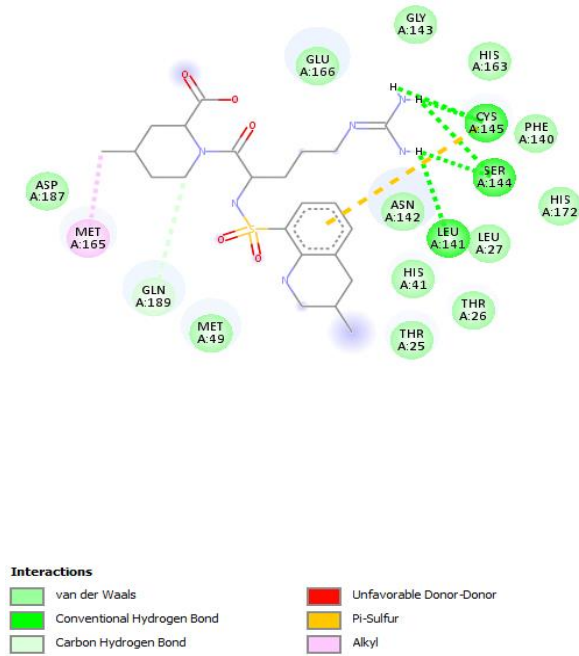 GLY
A:143
GLU
A:166
HIS
A:163
CYS
A:145
PHE
A:140
SER
A:144
HIS
A:172
ASP
A:187
ASN
A:142
LEU
A:141
LEU
A:27
MET
A:165
GLN
A:189
HIS
A:41
MET
A:49
THR
A:26
THR
A:25
O
O
O
N
N
N
H
H
N
H
N
S
O
O
N
Interactions
van der Waals
Conventional Hydrogen Bond
Carbon Hydrogen Bond
Unfavorable Donor-Donor
Pi-Sulfur
Alkyl